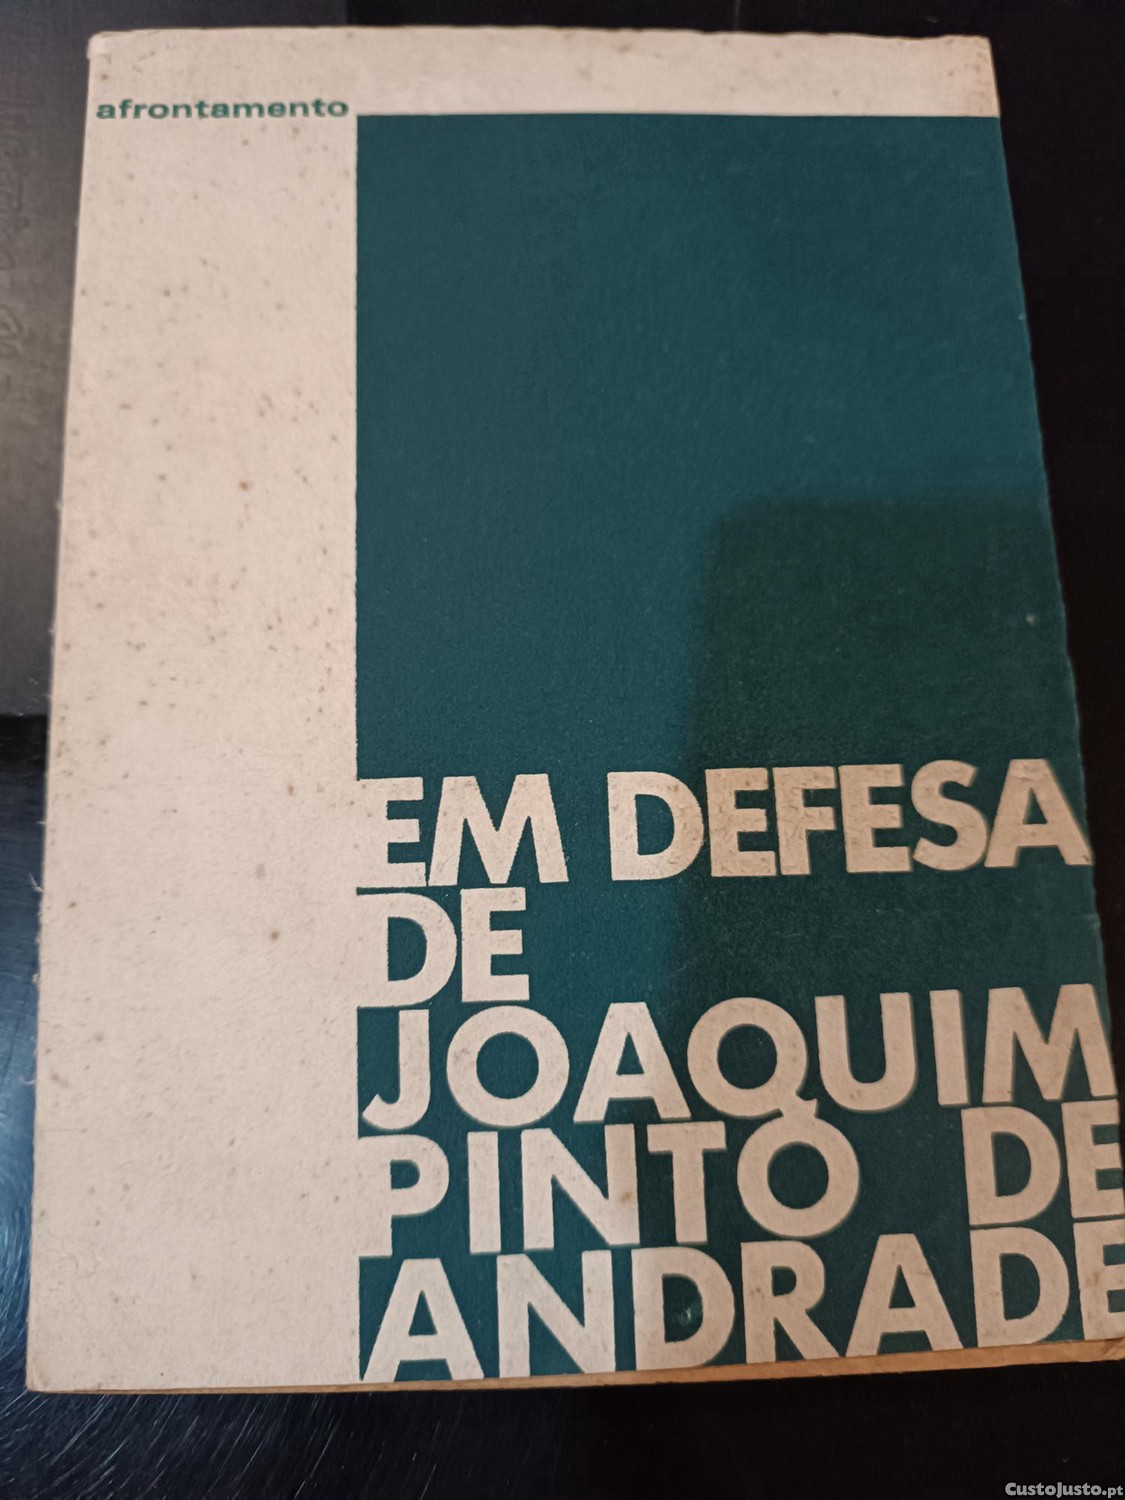 afrontamento
EM DEFESA
DE
JOAQUIM
PINTO DE
ANDRADE
CustoJusto.pt